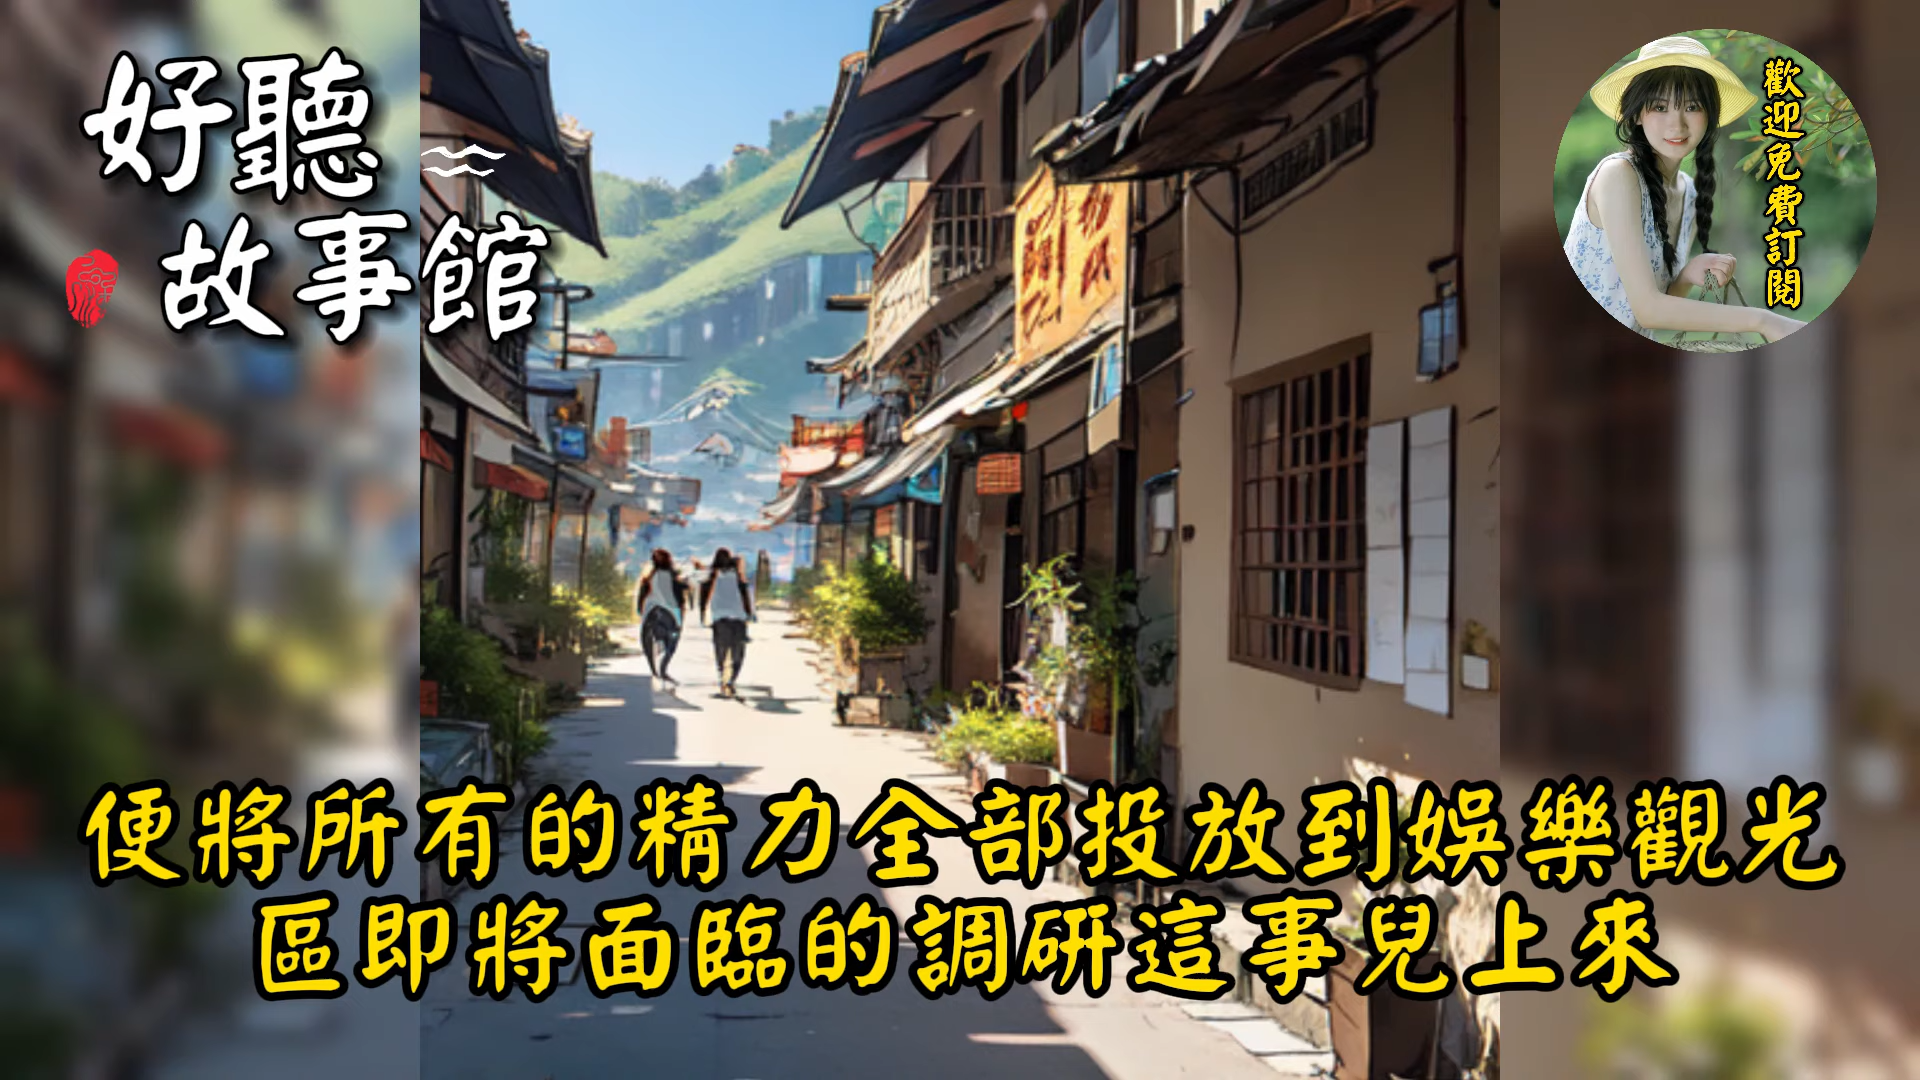 好聽
故事館
歡迎免費訂閱
便將所有的精力全部投放到娛樂觀光
區即將面臨的調研這事兒上來